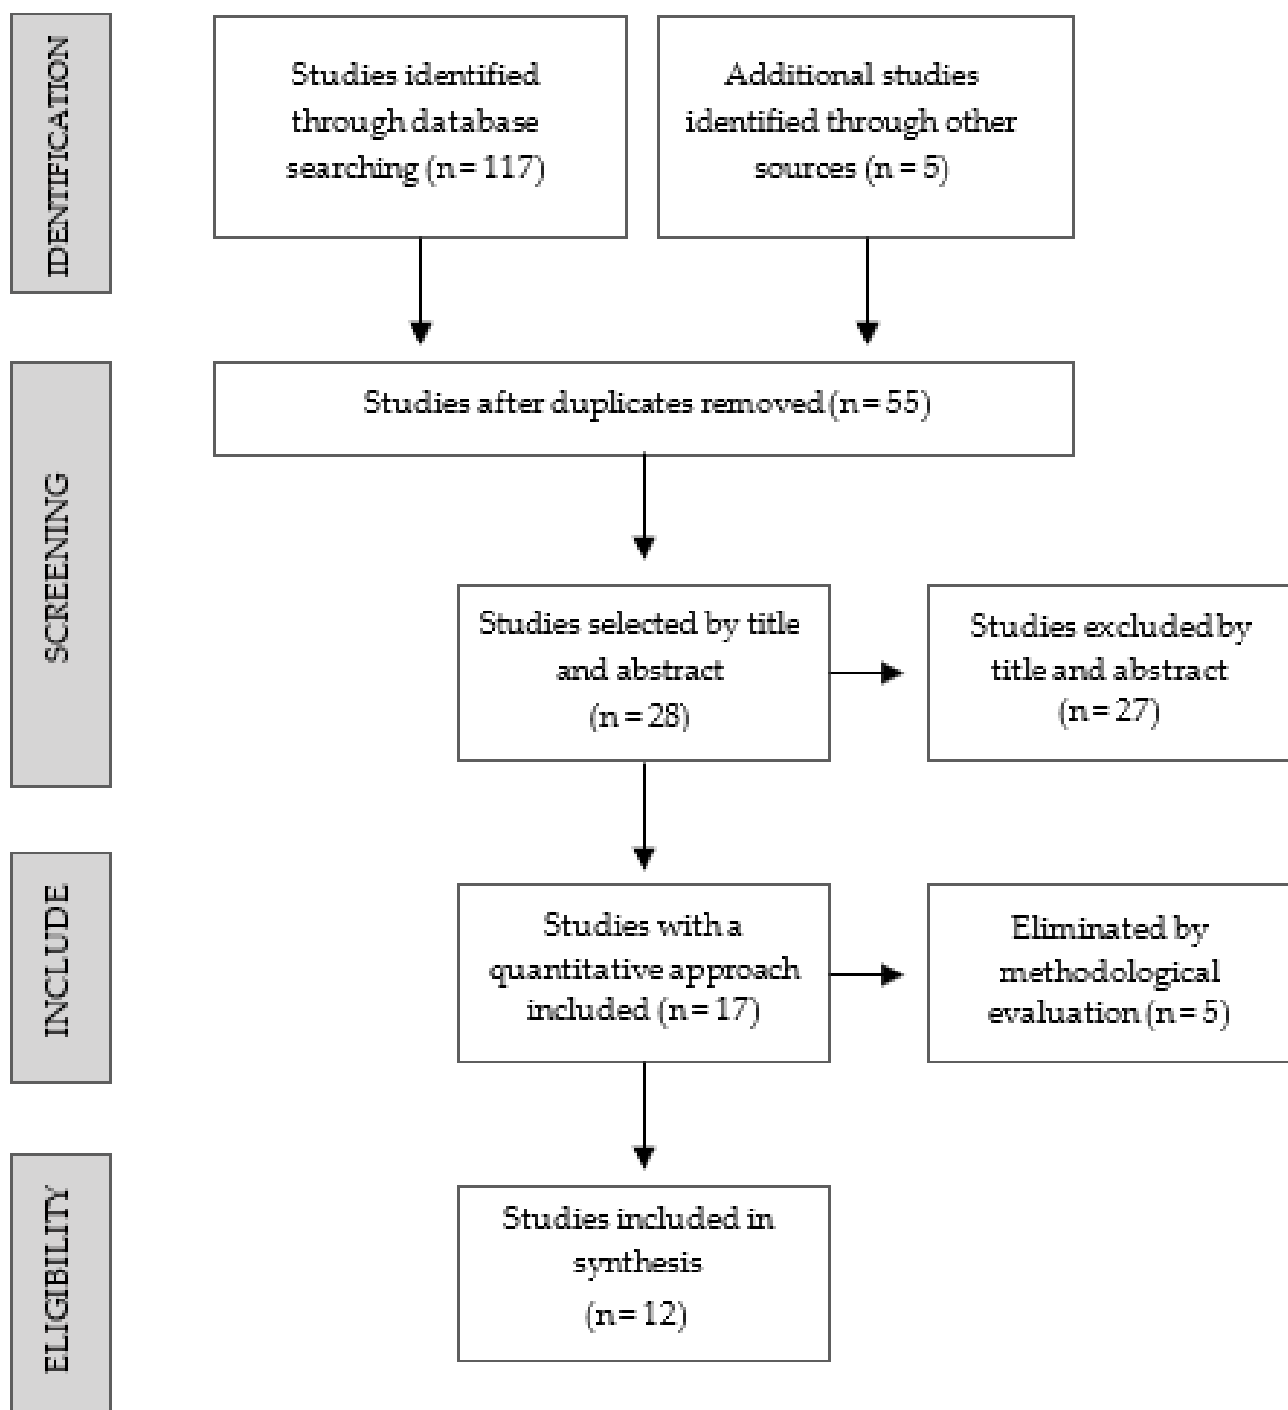 IDENTIFICATION
Studies identified
through database
searching (n = 117)
Additional studies
identified through other
sources (n = 5)
SCREENING
Studies after duplicates removed (n = 55)
Studies selected by title
and abstract
(n = 28)
Studies excluded by
title and abstract
(n = 27)
INCLUDE
Studies with a
quantitative approach
included (n = 17)
Eliminated by
methodological
evaluation (n = 5)
ELIGIBILITY
Studies included in
synthesis
(n = 12)